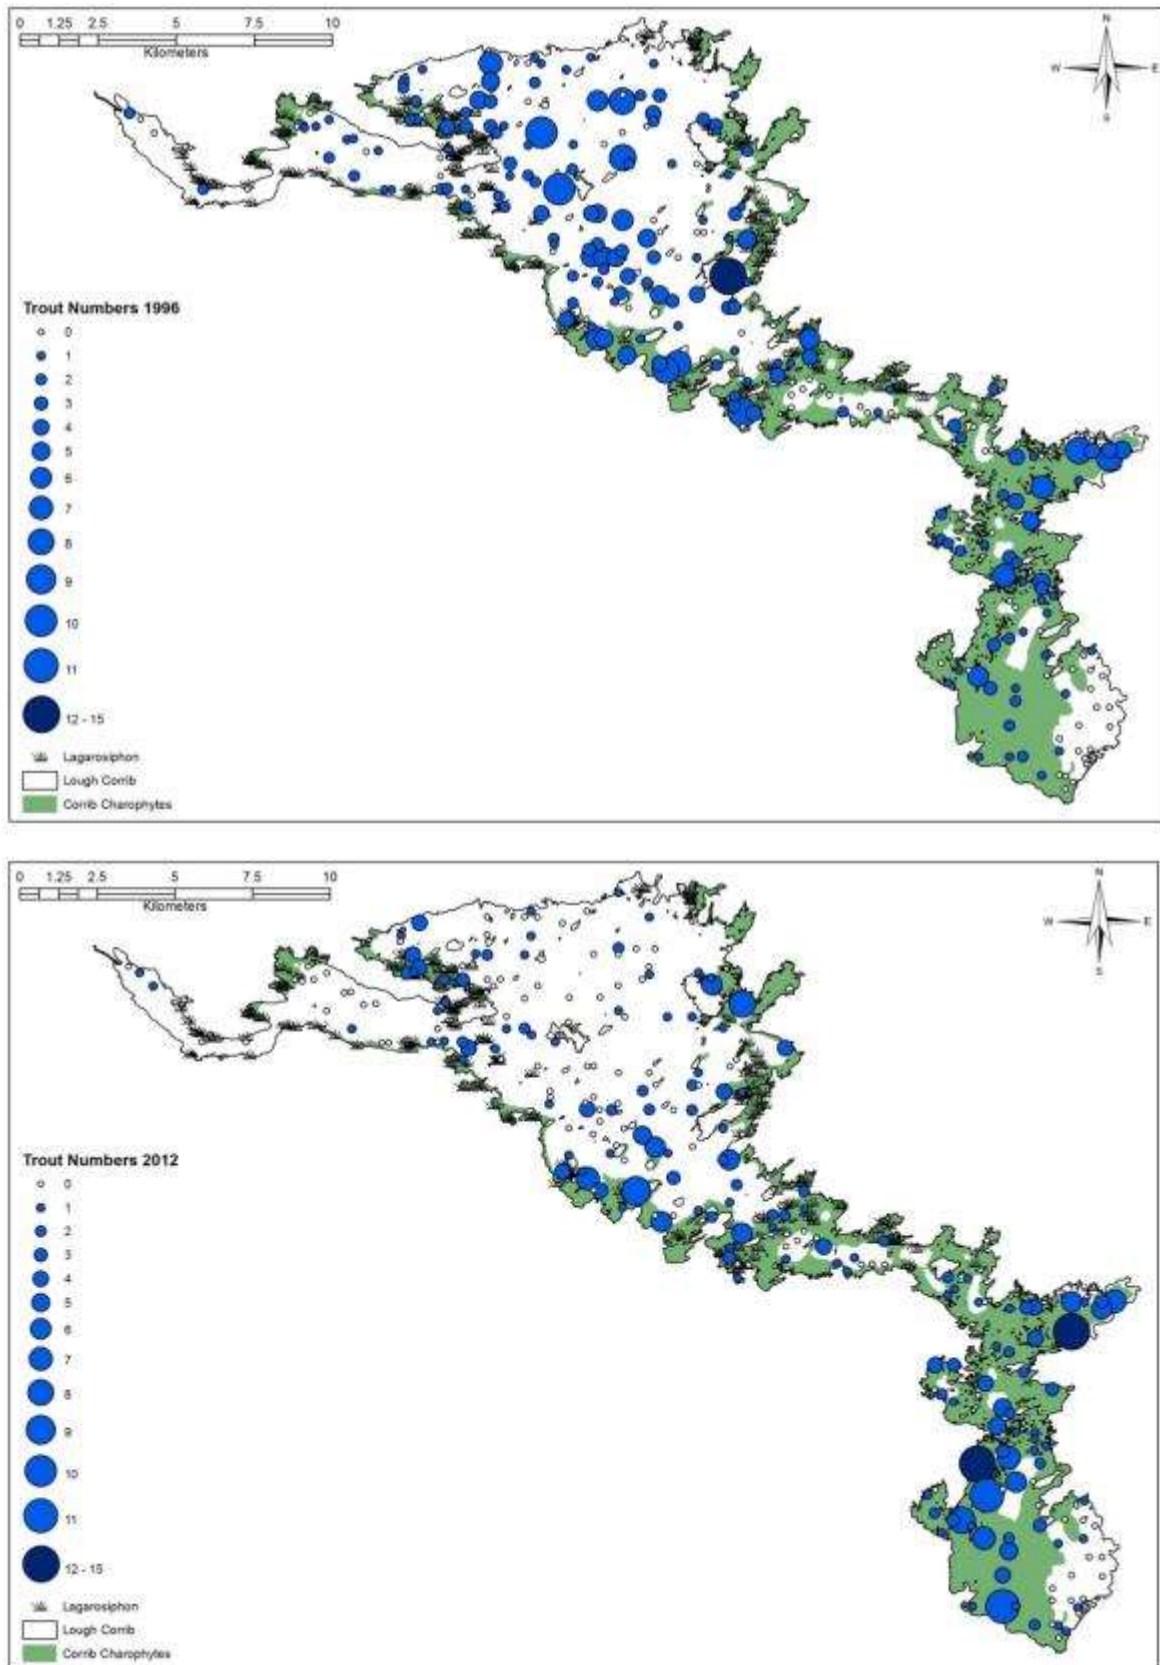 0 1.25 2.5 5 7.5 10
Kilometers
N
W E
S
Trout Numbers 1996
0
1
2
3
4
5
6
7
8
9
10
11
12 - 15
Lagarosiphon
Lough Corrib
Corrib Charophytes
0 1.25 2.5 5 7.5 10
Kilometers
N
W E
S
Trout Numbers 2012
0
1
2
3
4
5
6
7
8
9
10
11
12 - 15
Lagarosiphon
Lough Corrib
Corrib Charophytes